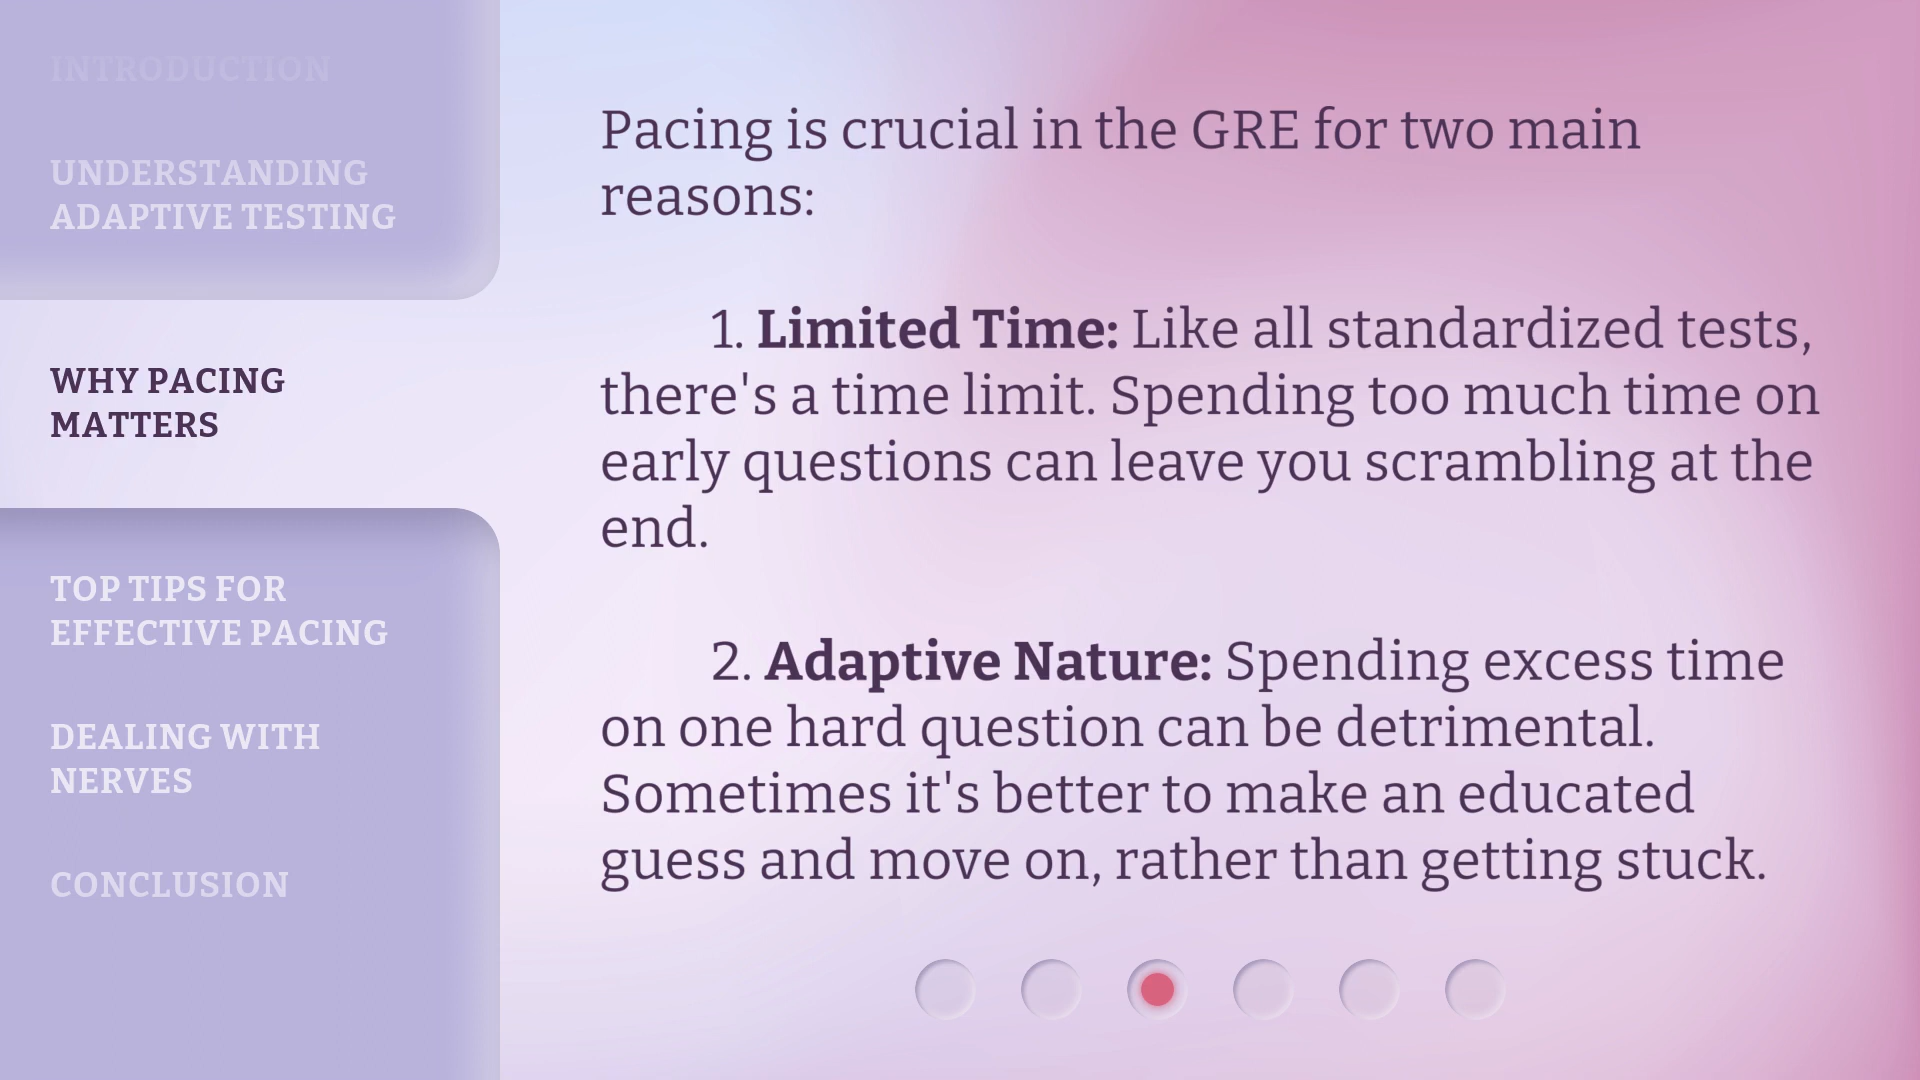 INTRODUCTION
UNDERSTANDING
ADAPTIVE TESTING
WHY PACING
MATTERS
TOP TIPS FOR
EFFECTIVE PACING
DEALING WITH
NERVES
CONCLUSION
Pacing is crucial in the GRE for two main
reasons:
1. Limited Time: Like all standardized tests,
there's a time limit. Spending too much time on
early questions can leave you scrambling at the
end.
2. Adaptive Nature: Spending excess time
on one hard question can be detrimental.
Sometimes it's better to make an educated
guess and move on, rather than getting stuck.